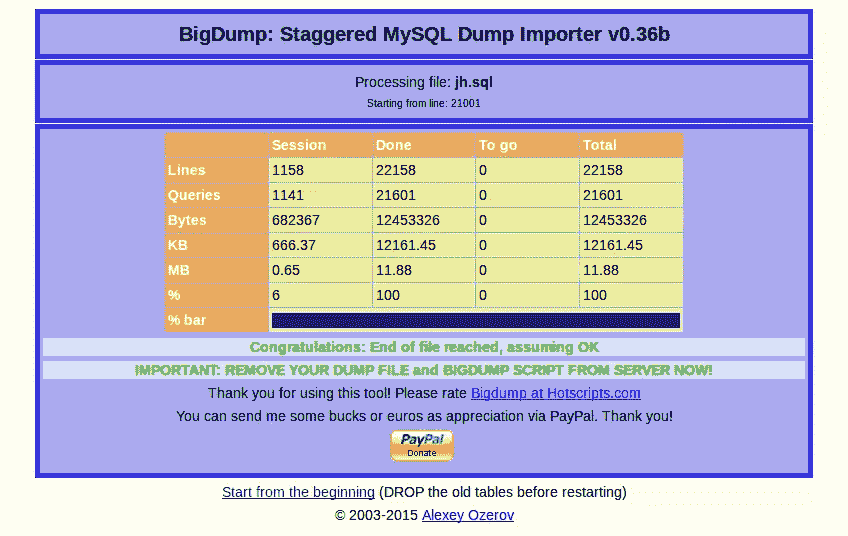 BigDump: Staggered MySQL Dump Importer v0.36b
Processing file: jh.sql
Starting from line: 21001
Session Done To go Total
Lines 1158 22158 0 22158
Queries 1141 21601 0 21601
Bytes 682367 12453326 0 12453326
KB 666.37 12161.45 0 12161.45
MB 0.65 11.88 0 11.88
% 6 100 0 100
% bar
Congratulations: End of file reached, assuming OK
IMPORTANT: REMOVE YOUR DUMP FILE and BIGDUMP SCRIPT FROM SERVER NOW!
Thank you for using this tool! Please rate Bigdump at Hotscripts.com
You can send me some bucks or euros as appreciation via PayPal. Thank you!
PayPal
Donate
Start from the beginning (DROP the old tables before restarting)
© 2003-2015 Alexey Ozerov